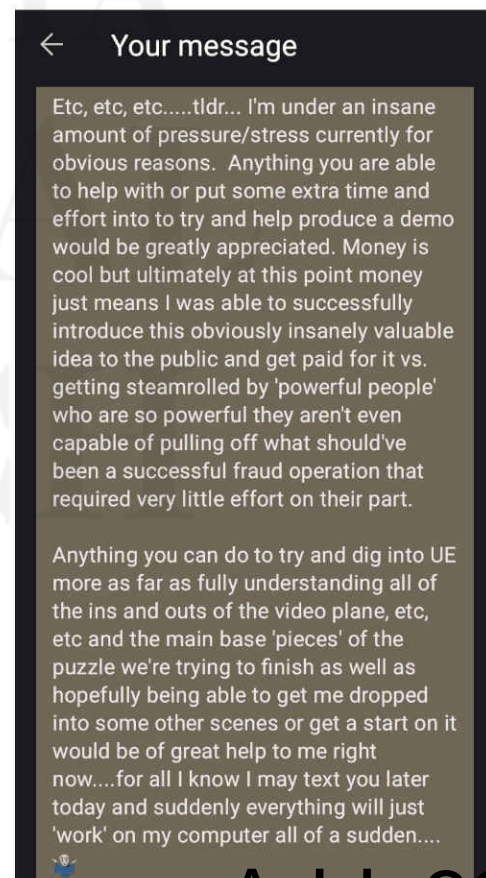 Your message
Etc, etc, etc.....tldr... I'm under an insane
amount of pressure/stress currently for
obvious reasons.  Anything you are able
to help with or put some extra time and
effort into to try and help produce a demo
would be greatly appreciated. Money is
cool but ultimately at this point money
just means I was able to successfully
introduce this obviously insanely valuable
idea to the public and get paid for it vs.
getting steamrolled by 'powerful people'
who are so powerful they aren't even
capable of pulling off what should've
been a successful fraud operation that
required very little effort on their part.

Anything you can do to try and dig into UE
more as far as fully understanding all of
the ins and outs of the video plane, etc,
etc and the main base 'pieces' of the
puzzle we're trying to finish as well as
hopefully being able to get me dropped
into some other scenes or get a start on it
would be of great help to me right
now....for all I know I may text you later
today and suddenly everything will just
'work' on my computer all of a sudden....